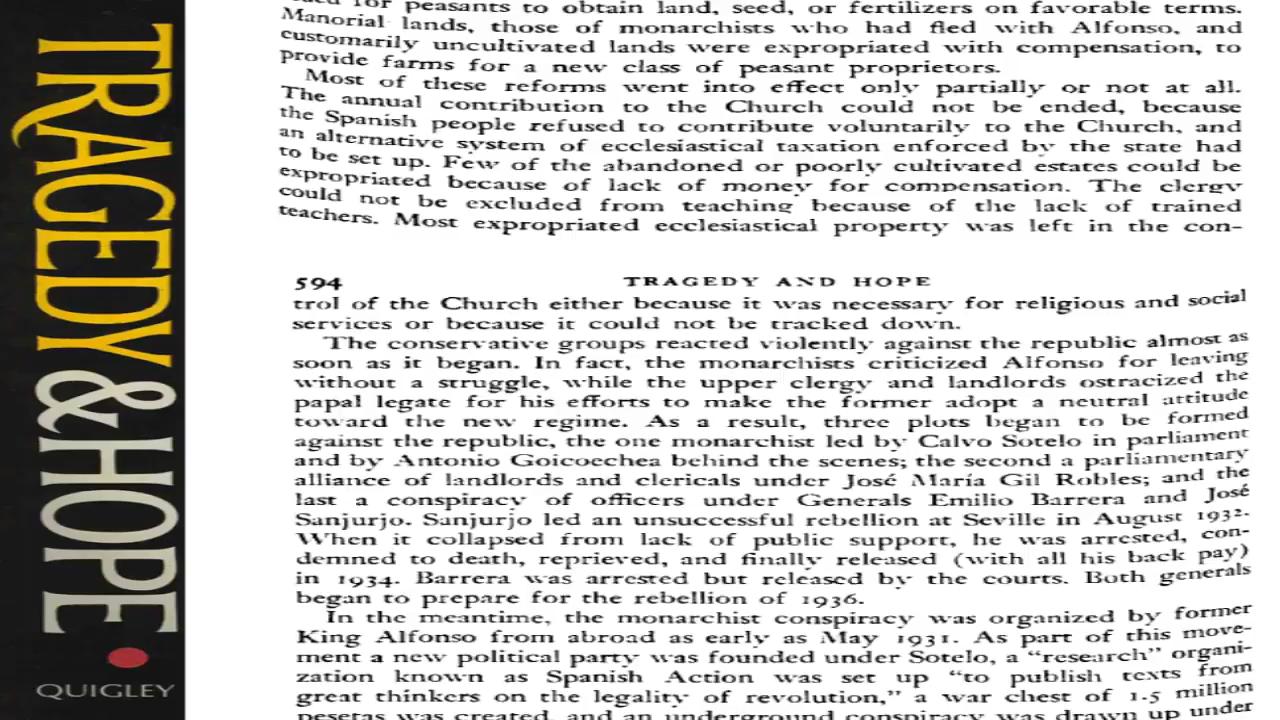 TRAGEDY & HOPE
QUIGLEY
for peasants to obtain land, seed, or fertilizers on favorable terms.
Manorial lands, those of monarchists who had fled with Alfonso, and
customarily uncultivated lands were expropriated with compensation, to
provide farms for a new class of peasant proprietors.
Most of these reforms went into effect only partially or not at all.
The annual contribution to the Church could not be ended, because
the Spanish people refused to contribute voluntarily to the Church, and
an alternative system of ecclesiastical taxation enforced by the state had
to be set up. Few of the abandoned or poorly cultivated estates could be
expropriated because of lack of money for compensation. The clergy
could not be excluded from teaching because of the lack of trained
teachers. Most expropriated ecclesiastical property was left in the con-
594 TRAGEDY AND HOPE
trol of the Church either because it was necessary for religious and social
services or because it could not be tracked down.
The conservative groups reacted violently against the republic almost as
soon as it began. In fact, the monarchists criticized Alfonso for leaving
without a struggle, while the upper clergy and landlords ostracized the
papal legate for his efforts to make the former adopt a neutral attitude
toward the new regime. As a result, three plots began to be formed
against the republic, the one monarchist led by Calvo Sotelo in parliament
and by Antonio Goicoechea behind the scenes; the second a parliamentary
alliance of landlords and clericals under José María Gil Robles; and the
last a conspiracy of officers under Generals Emilio Barrera and José
Sanjurjo. Sanjurjo led an unsuccessful rebellion at Seville in August 1932.
When it collapsed from lack of public support, he was arrested, con-
demned to death, reprieved, and finally released (with all his back pay)
in 1934. Barrera was arrested but released by the courts. Both generals
began to prepare for the rebellion of 1936.
In the meantime, the monarchist conspiracy was organized by former
King Alfonso from abroad as early as May 1931. As part of this move-
ment a new political party was founded under Sotelo, a "research" organi-
zation known as Spanish Action was set up "to publish texts from
great thinkers on the legality of revolution," a war chest of 1.5 million
pesetas was created, and an underground conspiracy was drawn up under